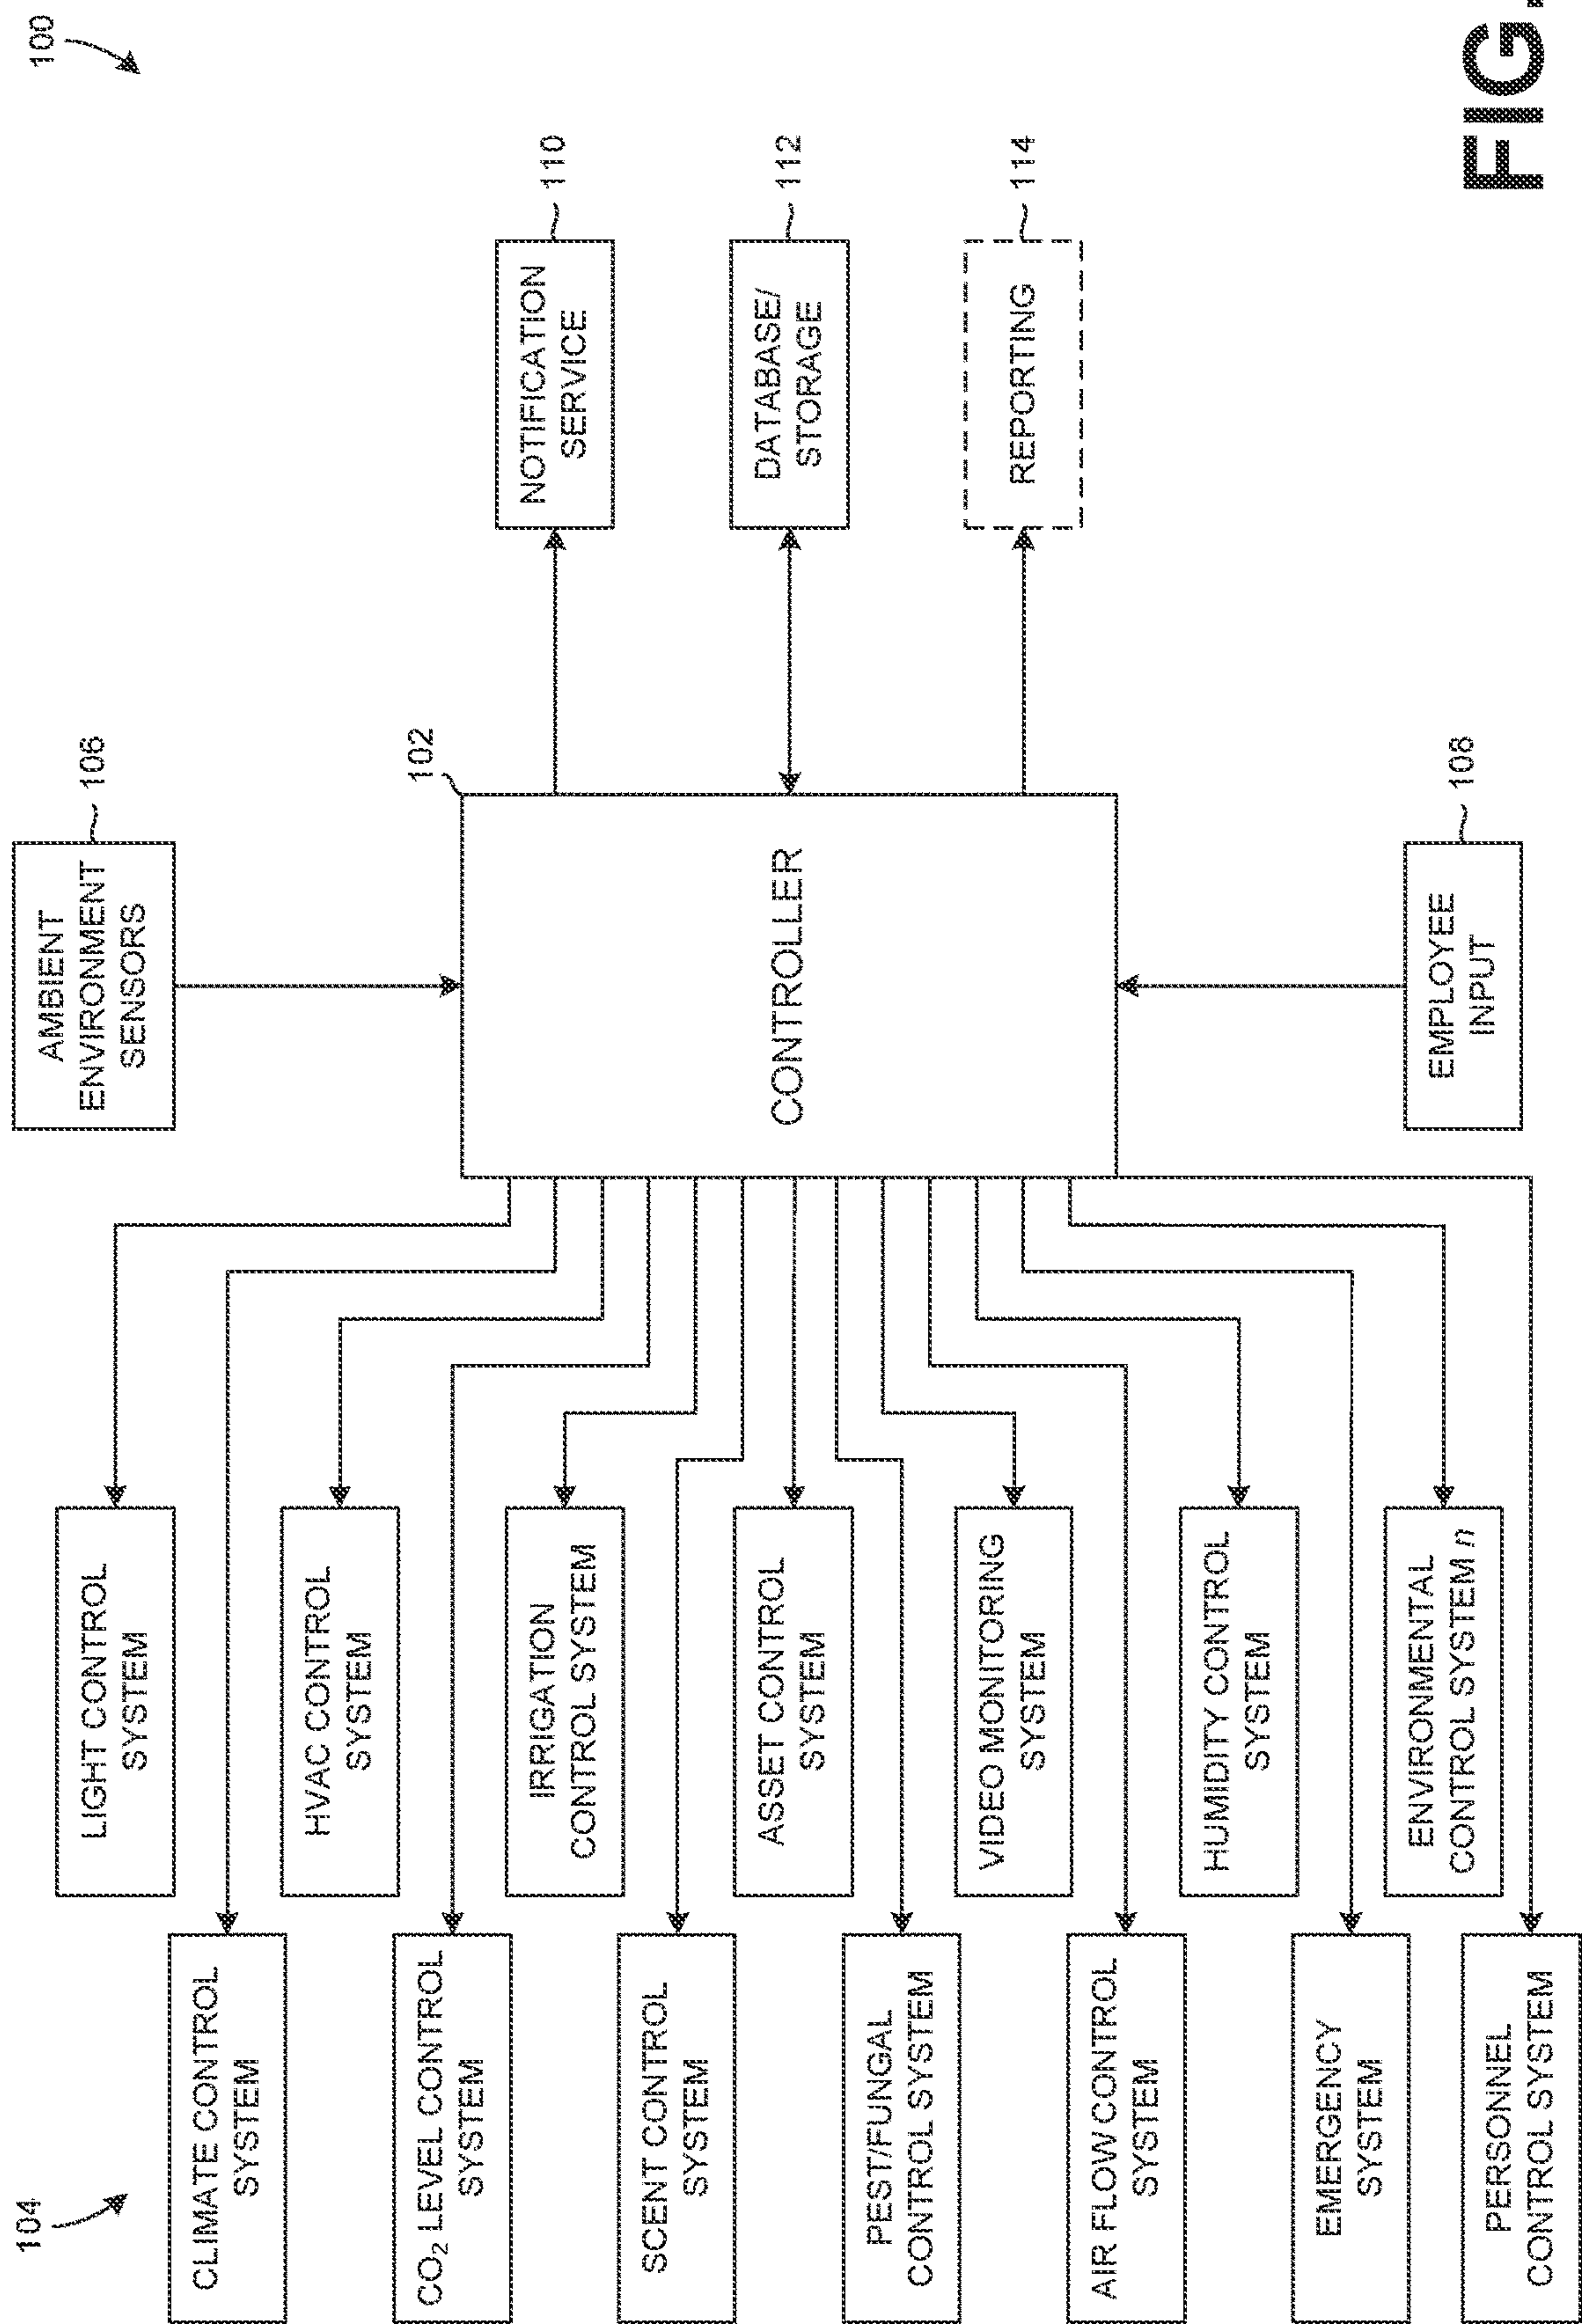 104
100
AMBIENT
ENVIRONMENT
SENSORS
106
LIGHT CONTROL
SYSTEM
CLIMATE CONTROL
SYSTEM
HVAC CONTROL
SYSTEM
CO₂ LEVEL CONTROL
SYSTEM
IRRIGATION
CONTROL SYSTEM
SCENT CONTROL
SYSTEM
ASSET CONTROL
SYSTEM
PEST/FUNGAL
CONTROL SYSTEM
VIDEO MONITORING
SYSTEM
AIR FLOW CONTROL
SYSTEM
HUMIDITY CONTROL
SYSTEM
EMERGENCY
SYSTEM
ENVIRONMENTAL
CONTROL SYSTEM n
PERSONNEL
CONTROL SYSTEM
102
CONTROLLER
NOTIFICATION
SERVICE
110
DATABASE/
STORAGE
112
REPORTING
114
EMPLOYEE
INPUT
108
FIG.